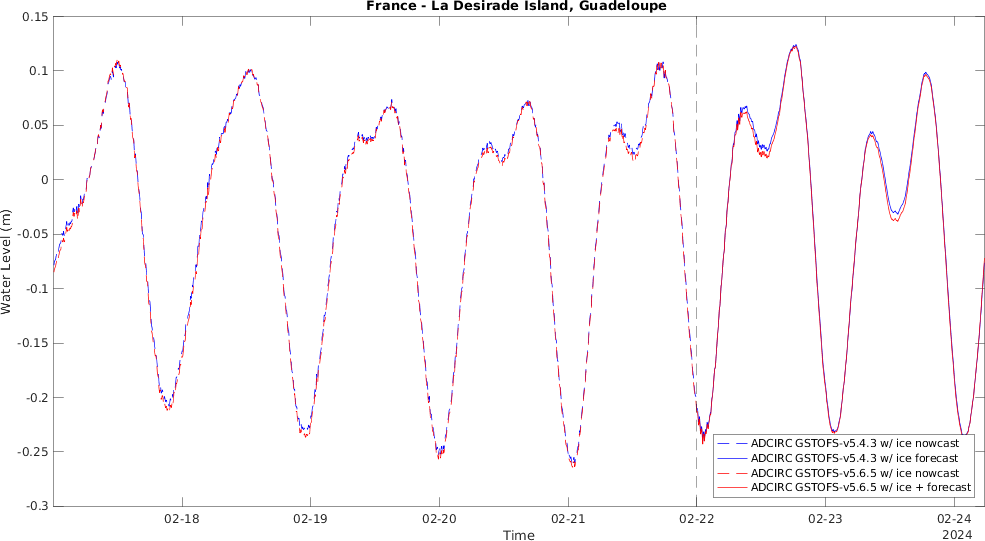 France - La Desirade Island, Guadeloupe
0.15
0.1
0.05
0
-0.05
-0.1
-0.15
-0.2
-0.25
-0.3
Water Level (m)
ADCIRC GSTOFS-v5.4.3 w/ ice nowcast
ADCIRC GSTOFS-v5.4.3 w/ ice forecast
ADCIRC GSTOFS-v5.6.5 w/ ice nowcast
ADCIRC GSTOFS-v5.6.5 w/ ice + forecast
02-18 02-19 02-20 02-21 02-22 02-23 02-24
Time
2024